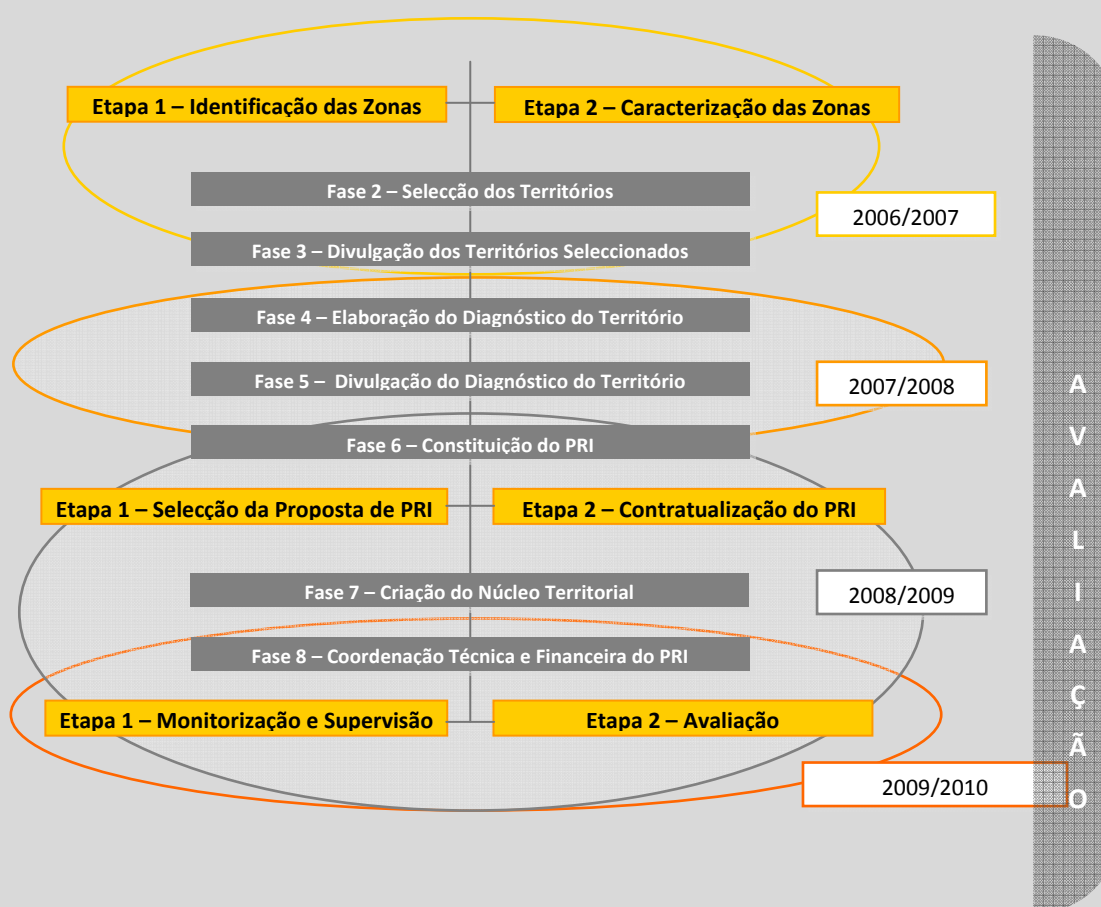 Etapa 1 – Identificação das Zonas
Etapa 2 – Caracterização das Zonas
Fase 2 – Selecção dos Territórios
2006/2007
Fase 3 – Divulgação dos Territórios Seleccionados
Fase 4 – Elaboração do Diagnóstico do Território
Fase 5 – Divulgação do Diagnóstico do Território
2007/2008
Fase 6 – Constituição do PRI
Etapa 1 – Selecção da Proposta de PRI
Etapa 2 – Contratualização do PRI
Fase 7 – Criação do Núcleo Territorial
2008/2009
Fase 8 – Coordenação Técnica e Financeira do PRI
Etapa 1 – Monitorização e Supervisão
Etapa 2 – Avaliação
2009/2010
A
V
A
L
I
A
Ç
Ã
O